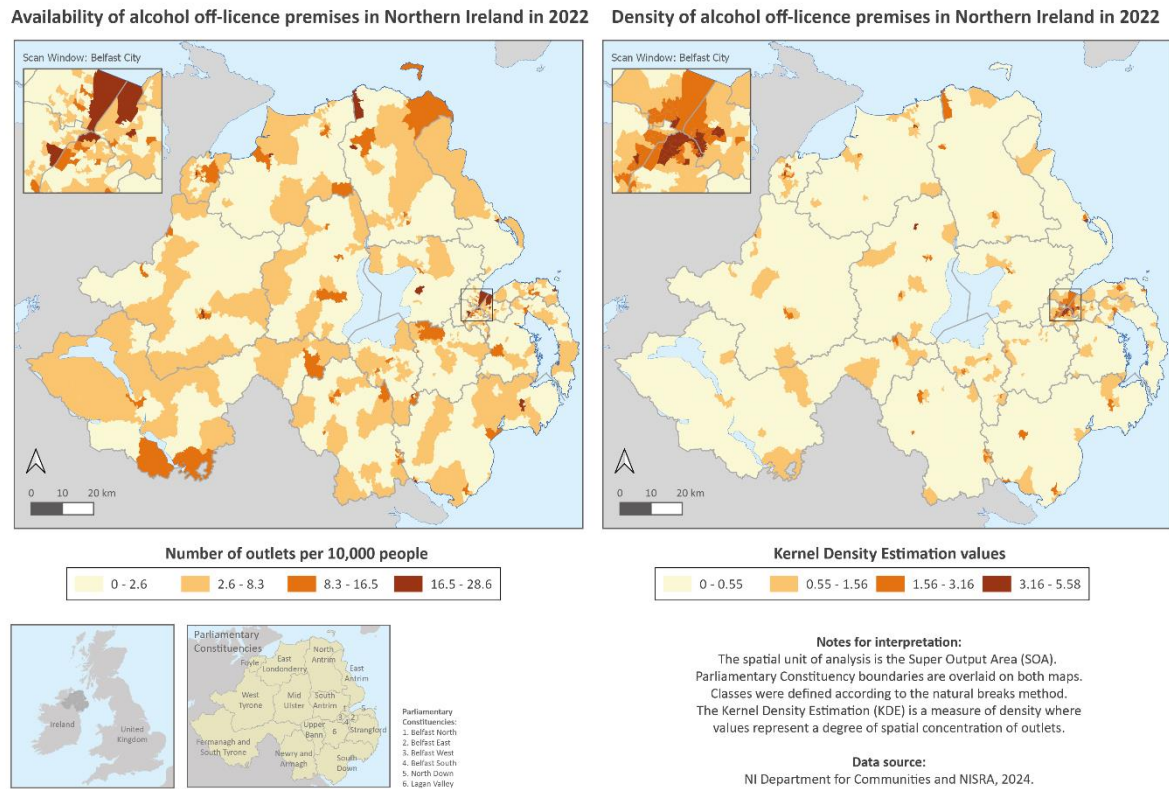 Availability of alcohol off-licence premises in Northern Ireland in 2022
Scan Window: Belfast City
0 10 20 km
Number of outlets per 10,000 people
0 - 2.6
2.6 - 8.3
8.3 - 16.5
16.5 - 28.6
Density of alcohol off-licence premises in Northern Ireland in 2022
Scan Window: Belfast City
0 10 20 km
Kernel Density Estimation values
0 - 0.55
0.55 - 1.56
1.56 - 3.16
3.16 - 5.58
Ireland
United
Kingdom
Parliamentary
Constituencies
Foyle
East
Londonderry
North
Antrim
East
Antrim
West
Tyrone
Mid
Ulster
South
Antrim
5
3
2
4
6
Strangford
Upper
Bann
Fermanagh and
South Tyrone
Newry and
Armagh
South
Down
Parliamentary
Constituencies:
1. Belfast North
2. Belfast East
3. Belfast West
4. Belfast South
5. North Down
6. Lagan Valley
Notes for interpretation:
The spatial unit of analysis is the Super Output Area (SOA).
Parliamentary Constituency boundaries are overlaid on both maps.
Classes were defined according to the natural breaks method.
The Kernel Density Estimation (KDE) is a measure of density where
values represent a degree of spatial concentration of outlets.
Data source:
NI Department for Communities and NISRA, 2024.